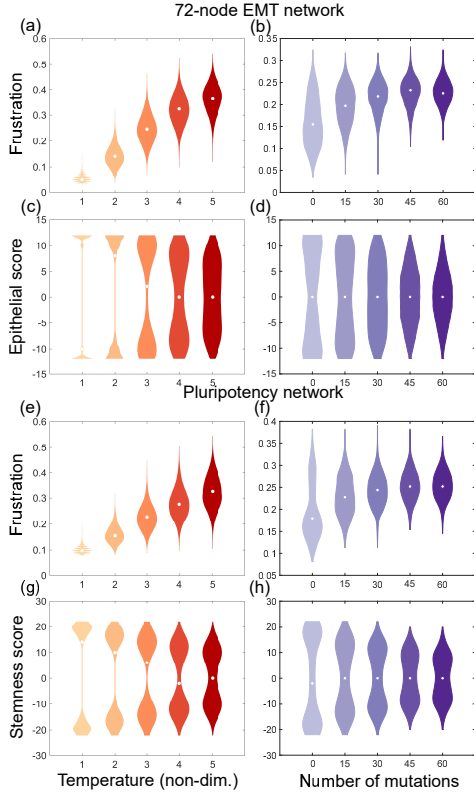 72-node EMT network
(a) (b)
Frustration
0.6
0.5
0.4
0.3
0.2
0.1
0
1 2 3 4 5
0.35
0.3
0.25
0.2
0.15
0.1
0.05
0
0 15 30 45 60
(c) (d)
Epithelial score
15
10
5
0
-5
-10
-15
1 2 3 4 5
15
10
5
0
-5
-10
-15
0 15 30 45 60
Pluripotency network
(e) (f)
Frustration
0.6
0.5
0.4
0.3
0.2
0.1
0
1 2 3 4 5
0.4
0.35
0.3
0.25
0.2
0.15
0.1
0.05
0 15 30 45 60
(g) (h)
Stemness score
30
20
10
0
-10
-20
-30
1 2 3 4 5
30
20
10
0
-10
-20
-30
0 15 30 45 60
Temperature (non-dim.)
Number of mutations